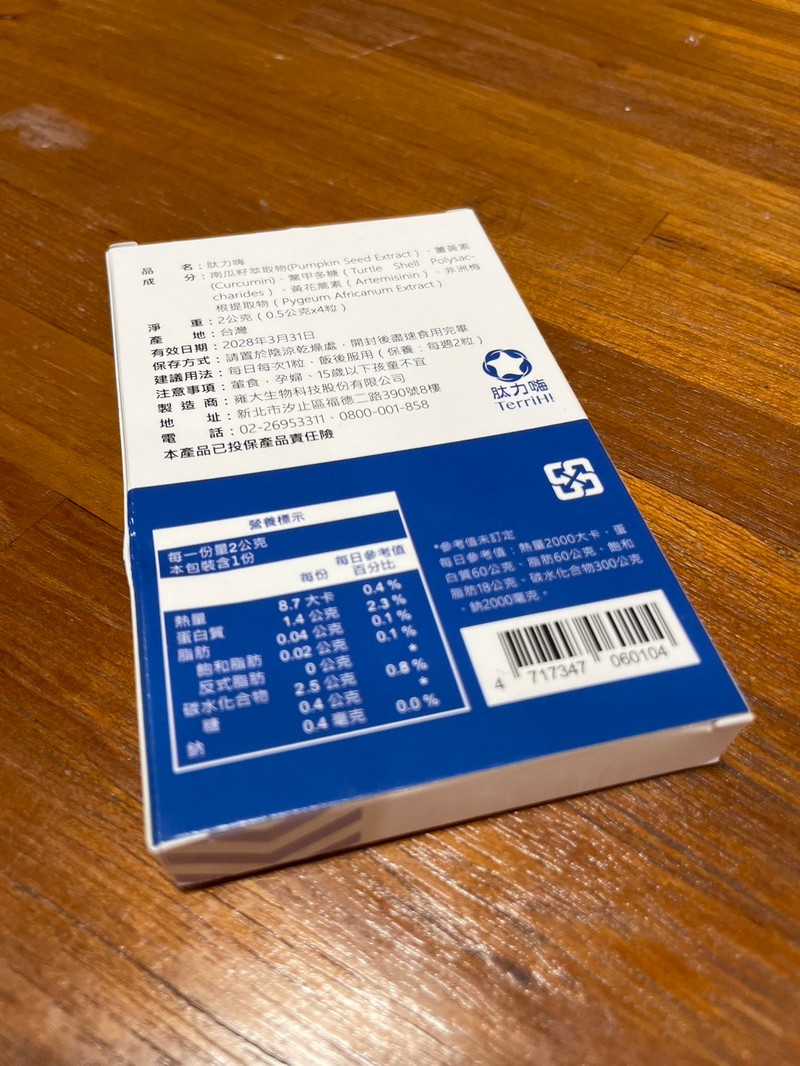 品名：肽力嗨
成分：南瓜籽萃取物(Pumpkin Seed Extract)、薑黃素
(Curcumin)、鱉甲多糖（Turtle Shell Polysac-
charides）、黃花蒿素（Artemisinin）、非洲梅
根提取物（Pygeum Africanum Extract）
淨重：2公克（0.5公克x4粒）
產地：台灣
有效日期：2028年3月31日
保存方式：請置於陰涼乾燥處，開封後盡速食用完畢
建議用法：每日每次1粒，飯後服用（保養：每週2粒）
注意事項：葷食，孕婦、15歲以下孩童不宜
製造商：雍大生物科技股份有限公司
地址：新北市汐止區福德二路390號8樓
電話：02-26953311、0800-001-858
本產品已投保產品責任險
肽力嗨
TerriHi
營養標示
每一份量2公克
本包裝含1份
每份 每日參考值百分比
熱量 8.7 大卡 0.4 %
蛋白質 1.4 公克 2.3 %
脂肪 0.04 公克 0.1 %
飽和脂肪 0.02 公克 0.1 %
反式脂肪 0 公克 *
碳水化合物 2.5 公克 0.8 %
糖 0.4 公克 *
鈉 0.4 毫克 0.0 %
*參考值未訂定
每日參考值：熱量2000大卡、蛋
白質60公克、脂肪60公克、飽和
脂肪18公克、碳水化合物300公克
、鈉2000毫克。
4 717347 060104